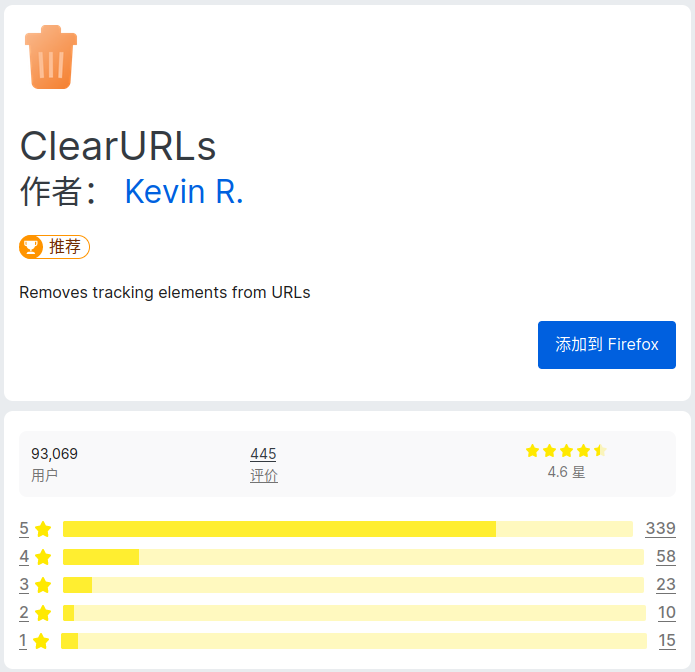 ClearURLs
作者： Kevin R.
推荐
Removes tracking elements from URLs
添加到 Firefox
93,069
用户
445
评价
4.6 星
5 339
4 58
3 23
2 10
1 15